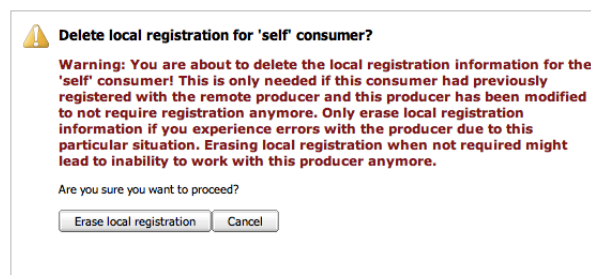 Delete local registration for 'self' consumer?
Warning: You are about to delete the local registration information for the
'self' consumer! This is only needed if this consumer had previously
registered with the remote producer and this producer has been modified
to not require registration anymore. Only erase local registration
information if you experience errors with the producer due to this
particular situation. Erasing local registration when not required might
lead to inability to work with this producer anymore.
Are you sure you want to proceed?
Erase local registration Cancel